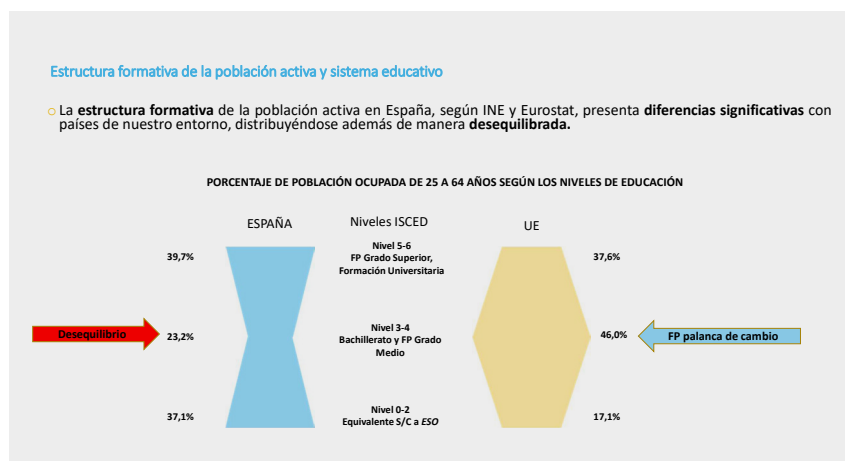 Estructura formativa de la población activa y sistema educativo
La estructura formativa de la población activa en España, según INE y Eurostat, presenta diferencias significativas con
países de nuestro entorno, distribuyéndose además de manera desequilibrada.
PORCENTAJE DE POBLACIÓN OCUPADA DE 25 A 64 AÑOS SEGÚN LOS NIVELES DE EDUCACIÓN
ESPAÑA
Niveles ISCED
UE
39,7%
Nivel 5-6
FP Grado Superior,
Formación Universitaria
37,6%
Desequilibrio
23,2%
Nivel 3-4
Bachillerato y FP Grado
Medio
46,0%
FP palanca de cambio
37,1%
Nivel 0-2
Equivalente S/C a ESO
17,1%